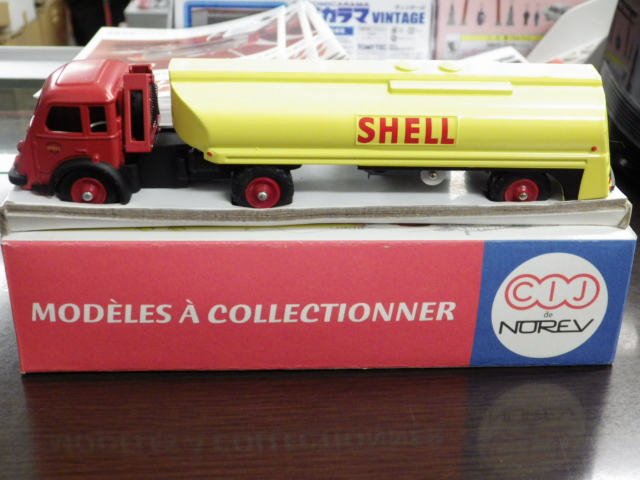 カラマ VINTAGE
SHELL
MODÈLES À COLLECTIONNER
CIJ
de
NOREV